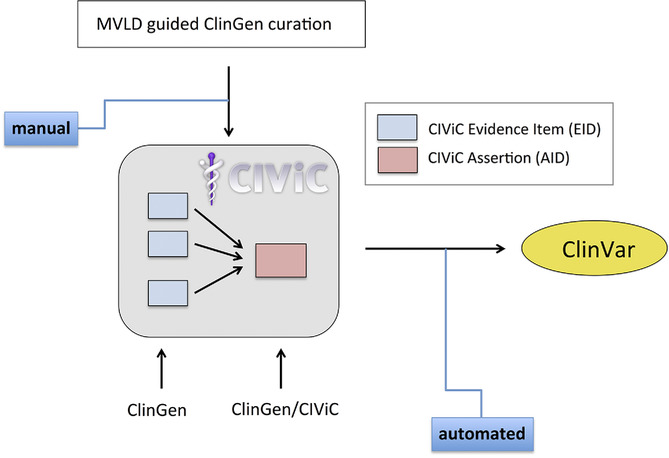 MVLD guided ClinGen curation
manual
CIViC Evidence Item (EID)
CIViC Assertion (AID)
CIViC
ClinVar
ClinGen
ClinGen/CIViC
automated